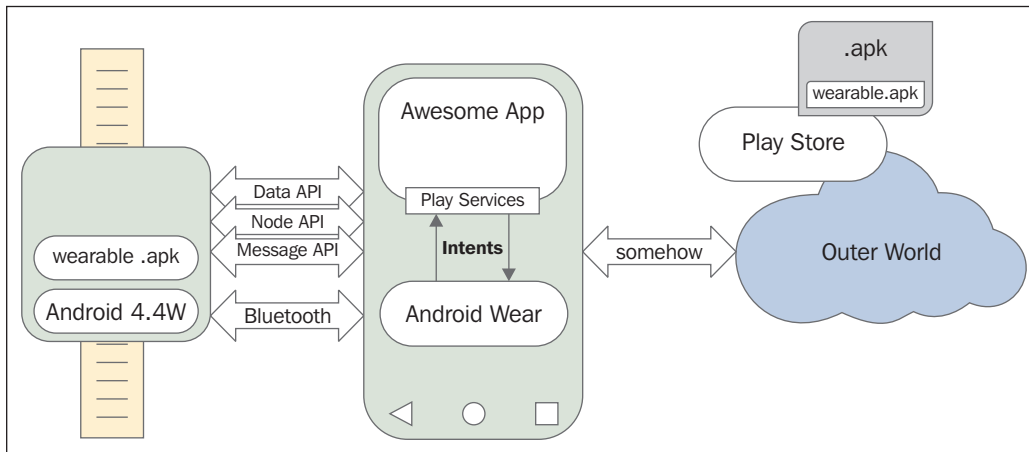 .apk
wearable.apk
Play Store
Outer World
Awesome App
Play Services
Intents
Android Wear
somehow
Data API
Node API
Message API
Bluetooth
wearable .apk
Android 4.4W